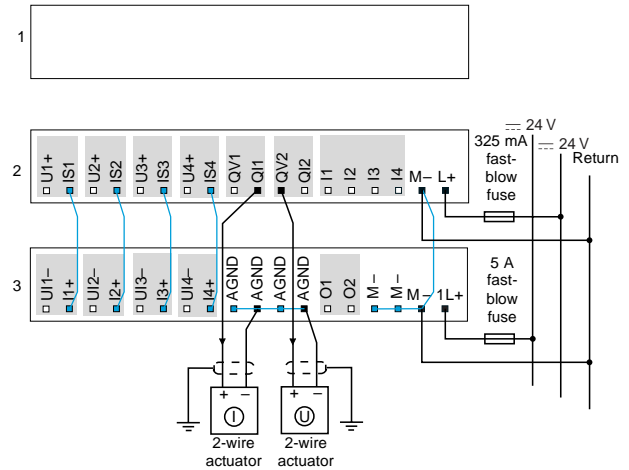 1
⎓ 24 V
⎓ 24 V
325 mA
fast-
blow
fuse
Return
2
U1+ IS1 U2+ IS2 U3+ IS3 U4+ IS4 QV1 QI1 QV2 QI2 I1 I2 I3 I4 M– L+
3
UI1– I1+ UI2– I2+ UI3– I3+ UI4– I4+ AGND AGND AGND AGND O1 O2 M– M– M– 1L+
5 A
fast-
blow
fuse
+ – + –
I U
2-wire
actuator
2-wire
actuator